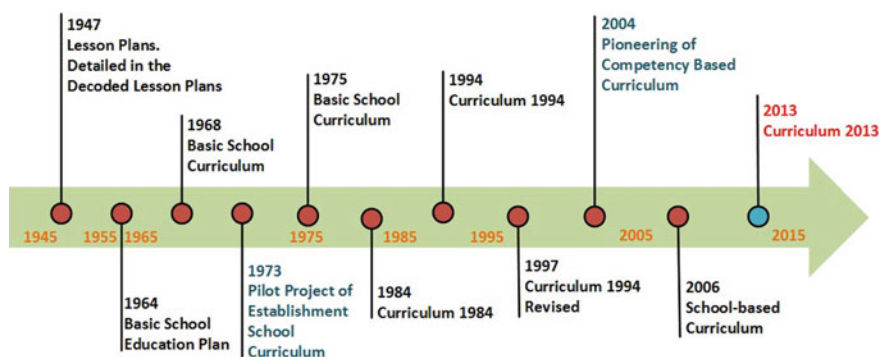 1947
Lesson Plans.
Detailed in the
Decoded Lesson Plans
1968
Basic School
Curriculum
1975
Basic School
Curriculum
1994
Curriculum 1994
2004
Pioneering of
Competency Based
Curriculum
2013
Curriculum 2013
1945
1955
1965
1975
1985
1995
2005
2015
1964
Basic School
Education Plan
1973
Pilot Project of
Establishment
School
Curriculum
1984
Curriculum 1984
1997
Curriculum 1994
Revised
2006
School-based
Curriculum